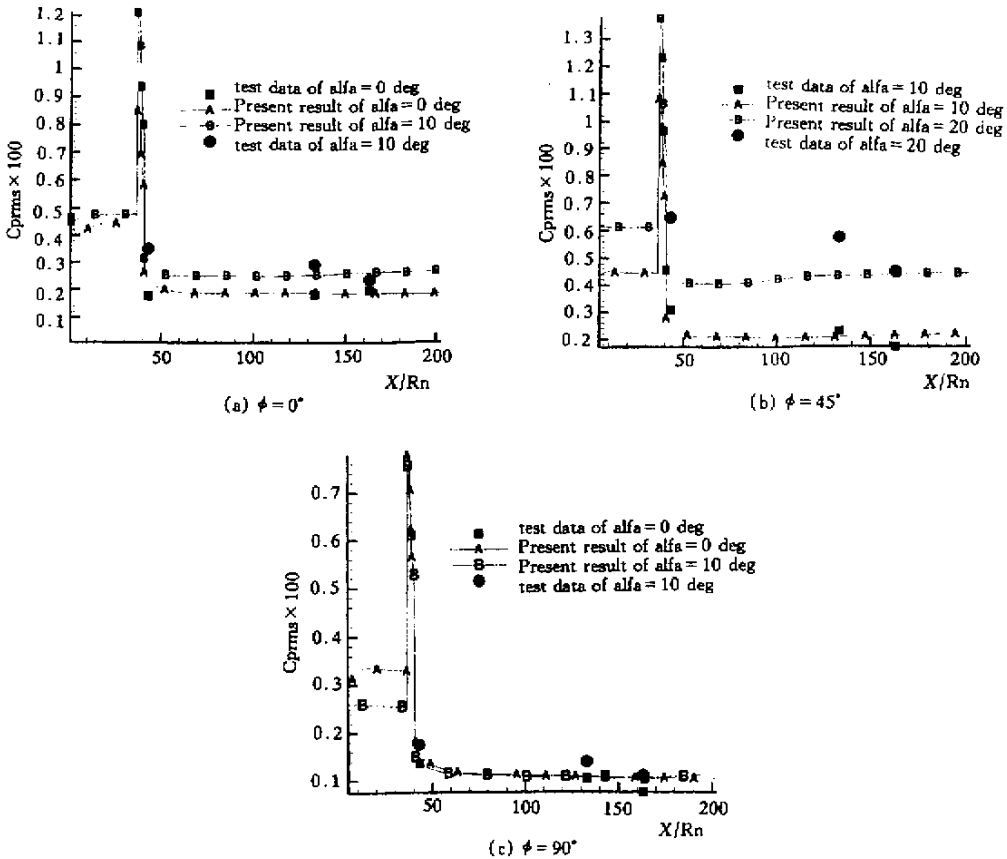 1.2
1
0.9
0.8
0.7
0.6
0.5
0.4
0.3
0.2
0.1
Cprms × 100
test data of alfa = 0 deg
A Present result of alfa = 0 deg
B Present result of alfa = 10 deg
test data of alfa = 10 deg
50 100 150 200
X/Rn
(a) ϕ = 0°
1.3
1.2
1.1
1
0.9
0.8
0.7
0.6
0.5
0.4
0.3
0.2
Cprms × 100
test data of alfa = 10 deg
A Present result of alfa = 10 deg
B Present result of alfa = 20 deg
test data of alfa = 20 deg
50 100 150 200
X/Rn
(b) ϕ = 45°
0.7
0.6
0.5
0.4
0.3
0.2
0.1
Cprms × 100
test data of alfa = 0 deg
A Present result of alfa = 0 deg
B Present result of alfa = 10 deg
test data of alfa = 10 deg
50 100 150 200
X/Rn
(c) ϕ = 90°